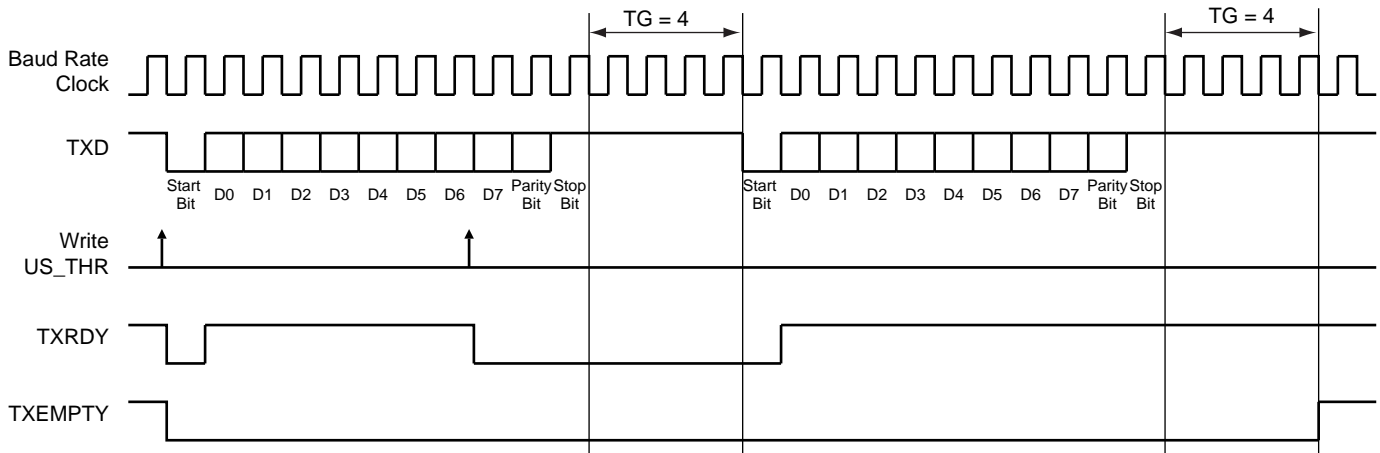 TG = 4
TG = 4
Baud Rate
Clock
TXD
Start
Bit
D0
D1
D2
D3
D4
D5
D6
D7
Parity
Bit
Stop
Bit
Start
Bit
D0
D1
D2
D3
D4
D5
D6
D7
Parity
Bit
Stop
Bit
Write
US_THR
TXRDY
TXEMPTY